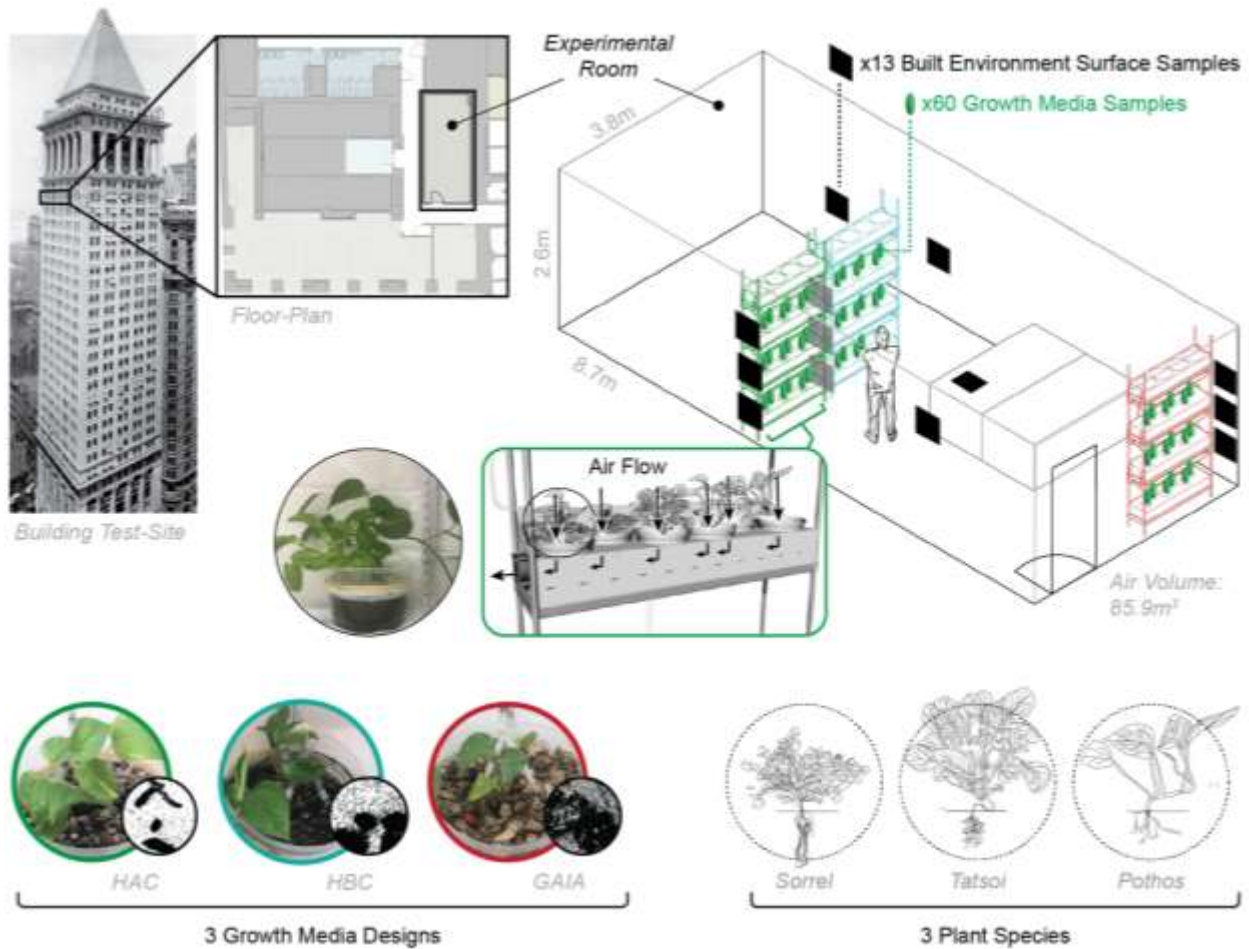 Experimental
Room
x13 Built Environment Surface Samples
x60 Growth Media Samples
3.8m
2.6m
8.7m
Floor-Plan
Building Test-Site
Air Flow
Air Volume:
85.9m³
HAC
HBC
GAIA
Sorrel
Tatsoi
Pothos
3 Growth Media Designs
3 Plant Species